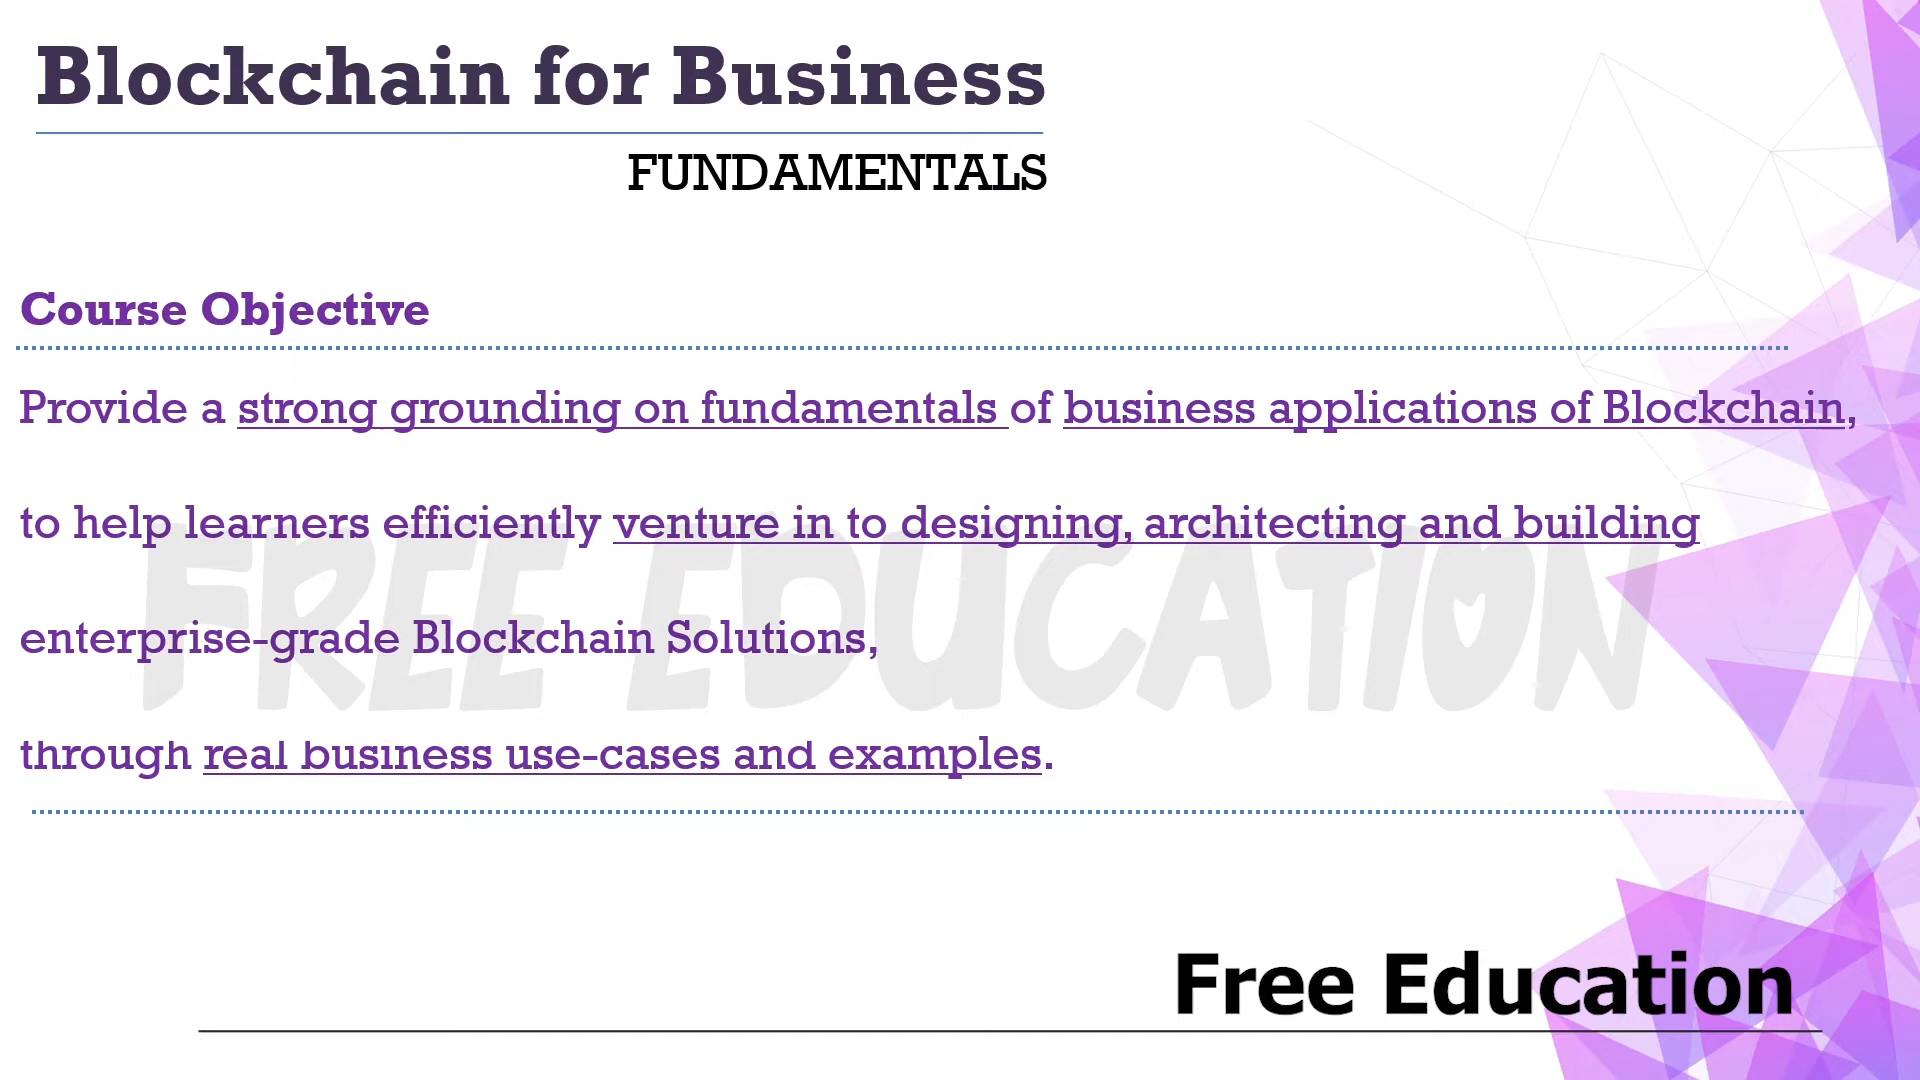 Blockchain for Business
FUNDAMENTALS
Course Objective
Provide a strong grounding on fundamentals of business applications of Blockchain,
to help learners efficiently venture in to designing, architecting and building
FREE EDUCATION
enterprise-grade Blockchain Solutions,
through real business use-cases and examples.
Free Education